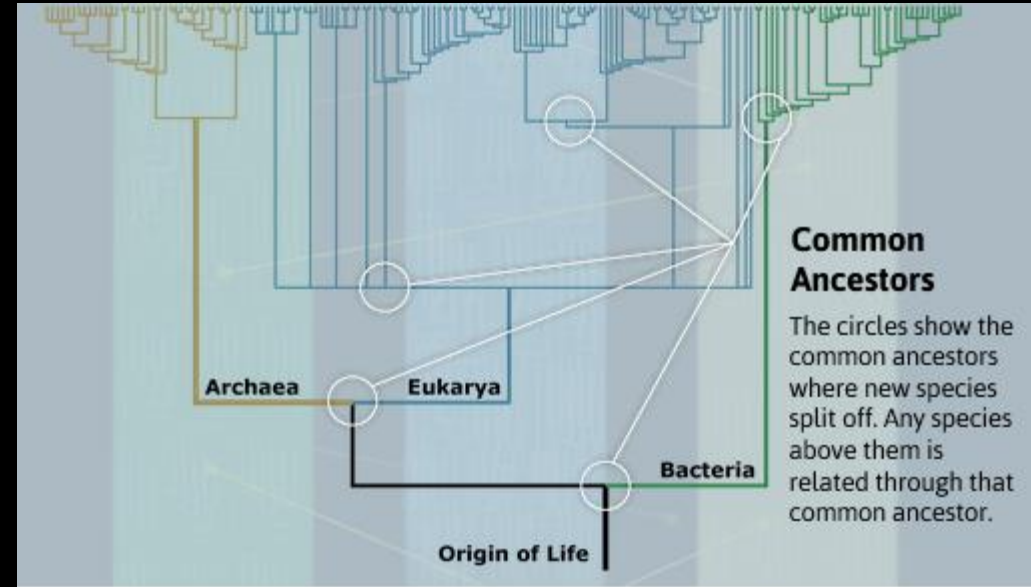 Common
Ancestors
The circles show the
common ancestors
where new species
split off. Any species
above them is
related through that
common ancestor.
Archaea
Eukarya
Bacteria
Origin of Life